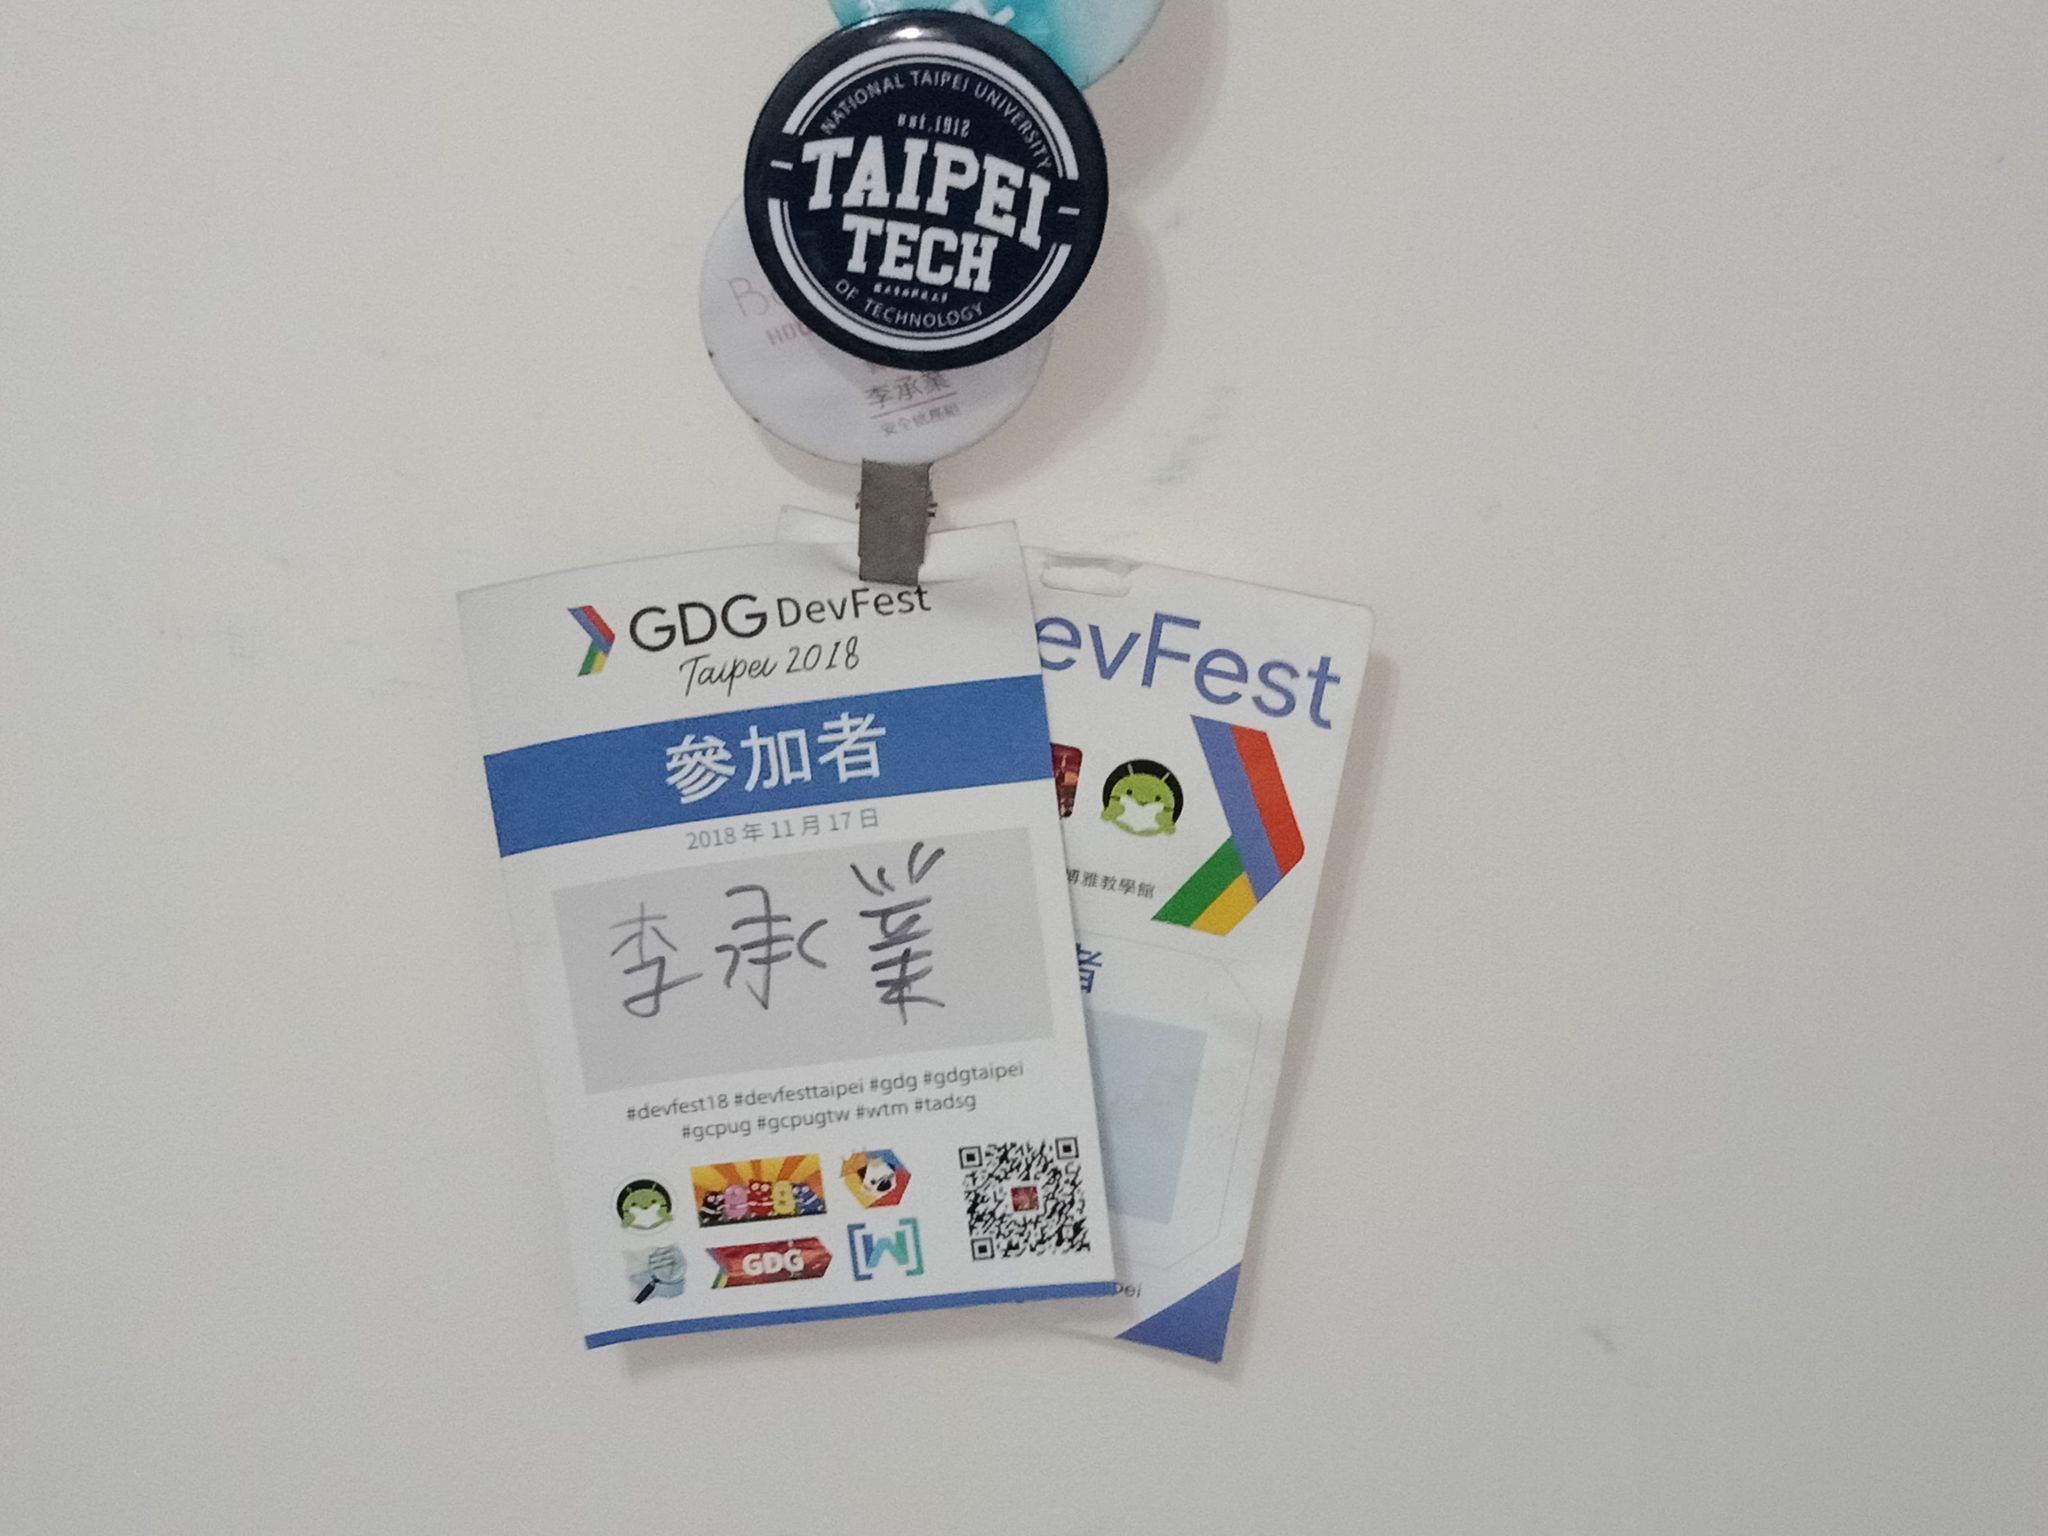 NATIONAL TAIPEI UNIVERSITY
est.1912
TAIPEI
TECH
OF TECHNOLOGY
李承業
GDG DevFest
Taipei 2018
參加者
2018 年 11 月 17 日
李承業
#devfest18 #devfesttaipei #gdg #gdgtaipei
#gcpug #gcpugtw #wtm #tadsg
GDG
W
evFest
博雅教學館
者
pei